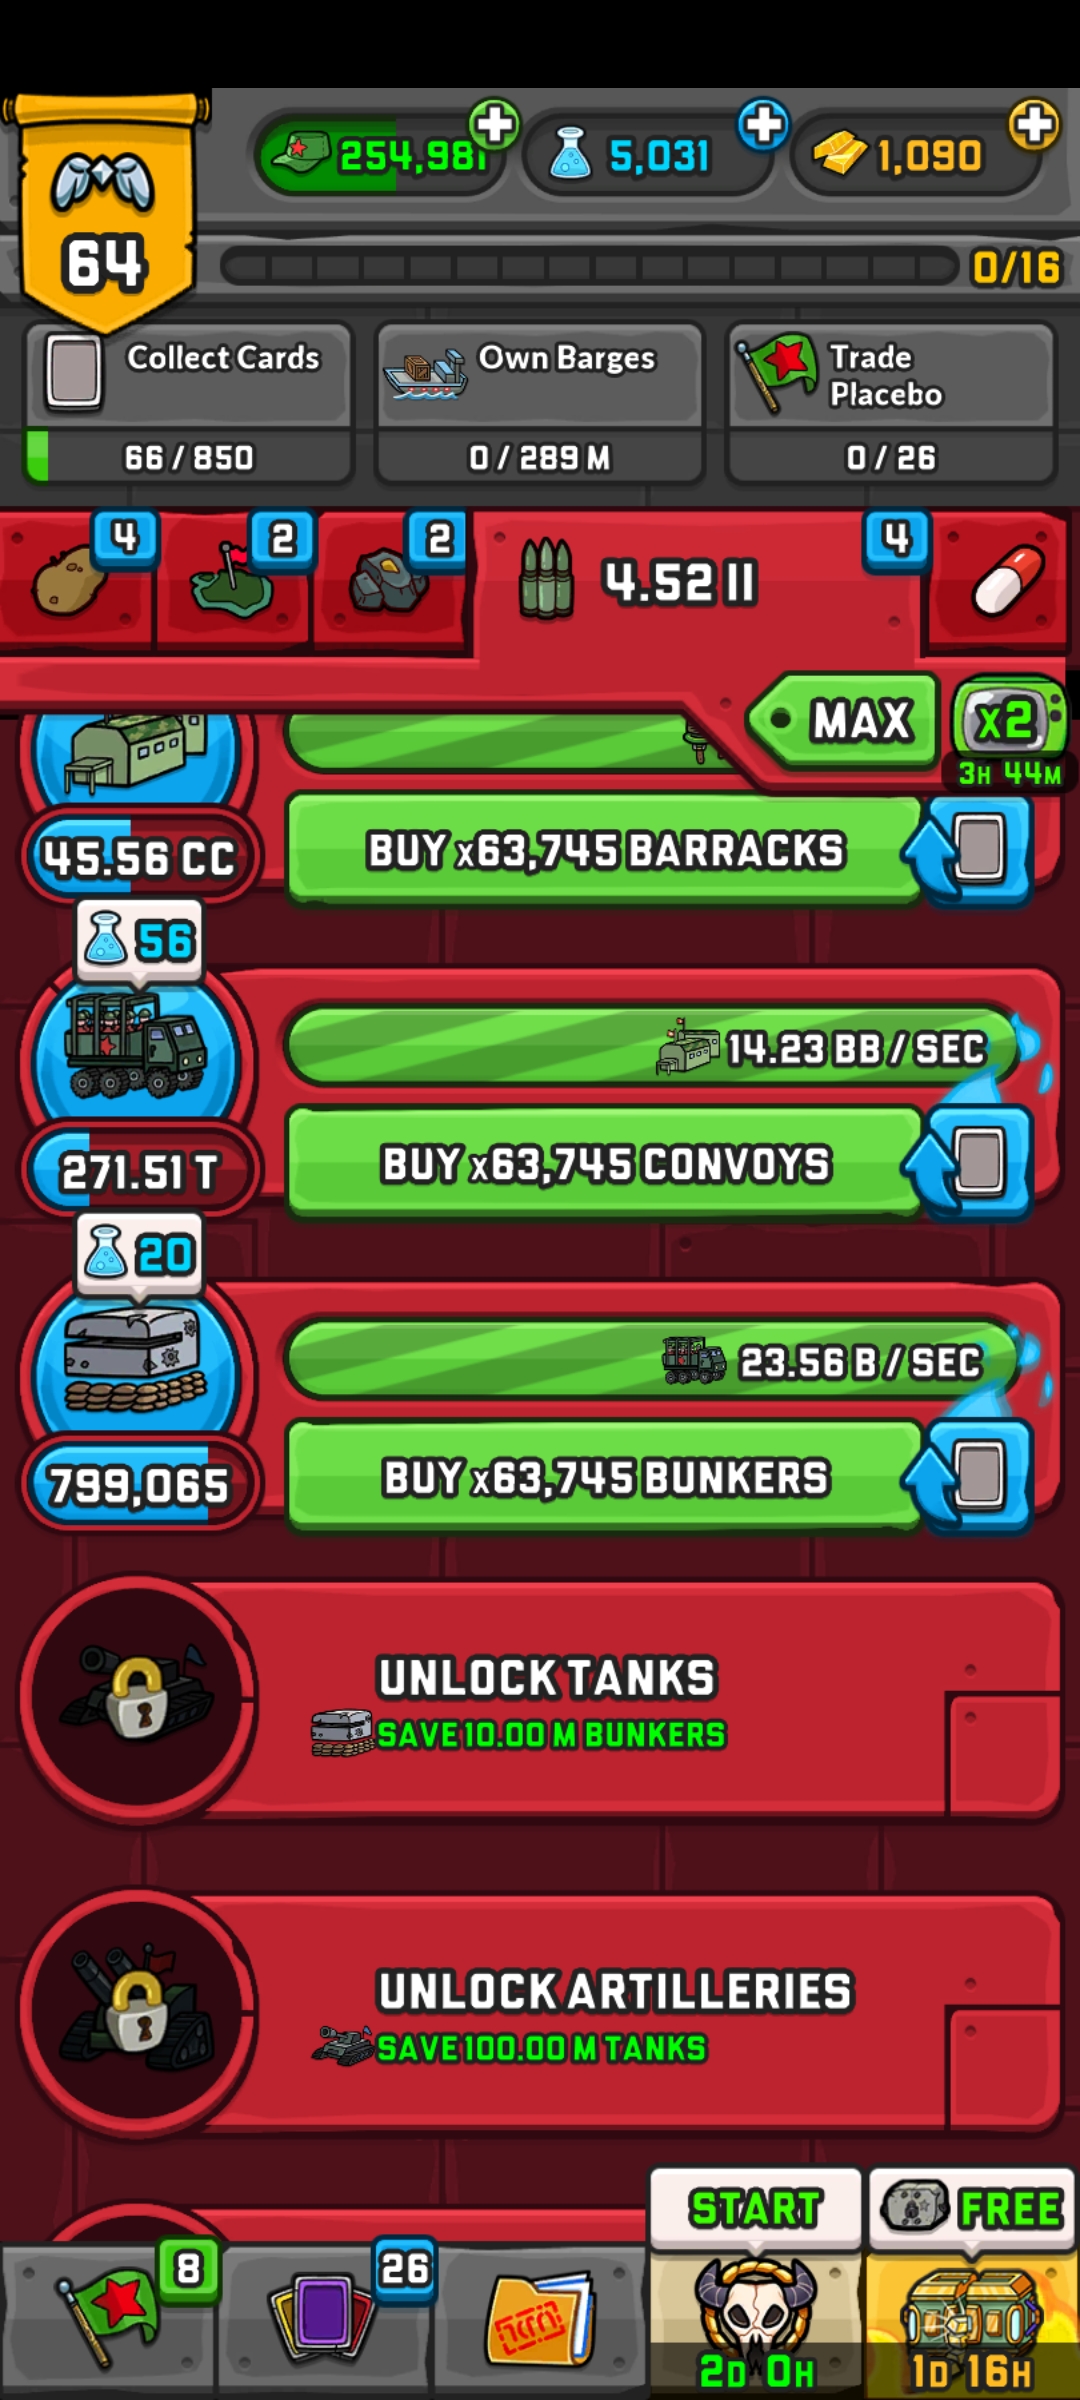 254,981
5,031
1,090
64
0/16
Collect Cards
66 / 850
Own Barges
0 / 289 M
Trade
Placebo
0 / 26
4
2
2
4.52 II
4
MAX
x2
3H 44M
45.56 CC
BUY x63,745 BARRACKS
56
14.23 BB / SEC
271.51 T
BUY x63,745 CONVOYS
20
23.56 B / SEC
799,065
BUY x63,745 BUNKERS
UNLOCK TANKS
SAVE 10.00 M BUNKERS
UNLOCK ARTILLERIES
SAVE 100.00 M TANKS
START
FREE
8
26
2D 0H
1D 16H